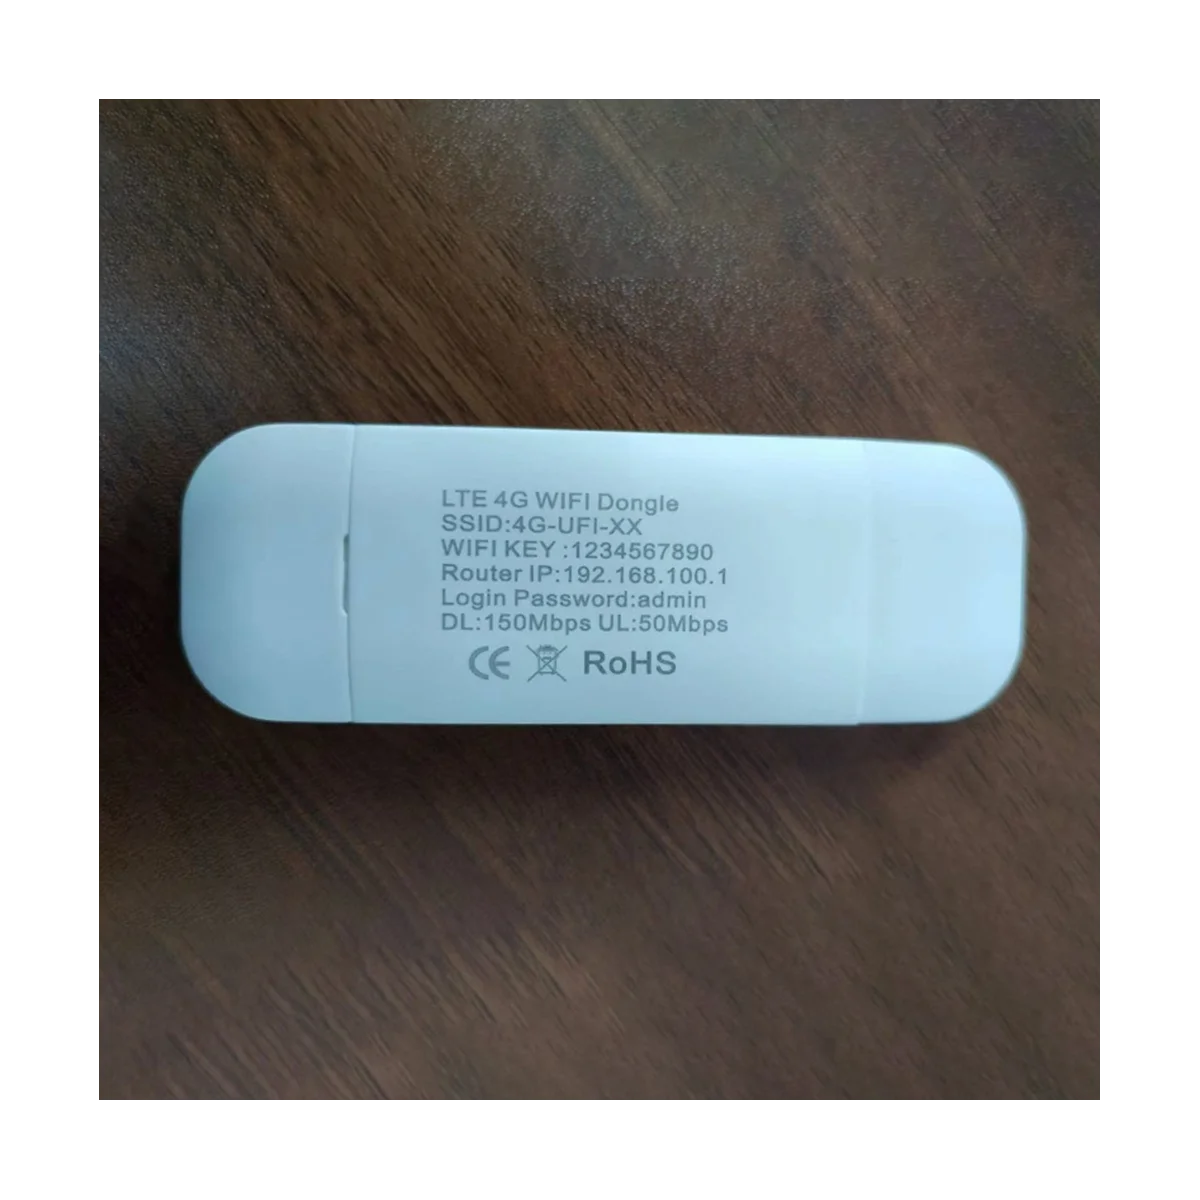 LTE 4G WIFI Dongle
SSID:4G-UFI-XX
WIFI KEY :1234567890
Router IP:192.168.100.1
Login Password:admin
DL:150Mbps UL:50Mbps
CE RoHS